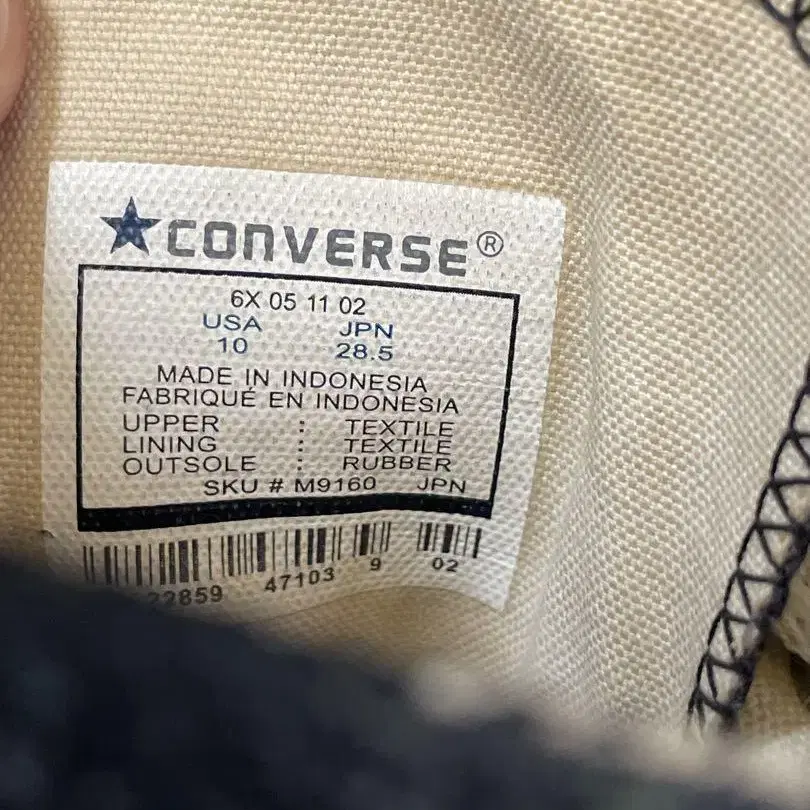 CONVERSE®
6X 05 11 02
USA JPN
10 28.5
MADE IN INDONESIA
FABRIQUÉ EN INDONESIA
UPPER : TEXTILE
LINING : TEXTILE
OUTSOLE : RUBBER
SKU # M9160 JPN
22859 47103 9 02